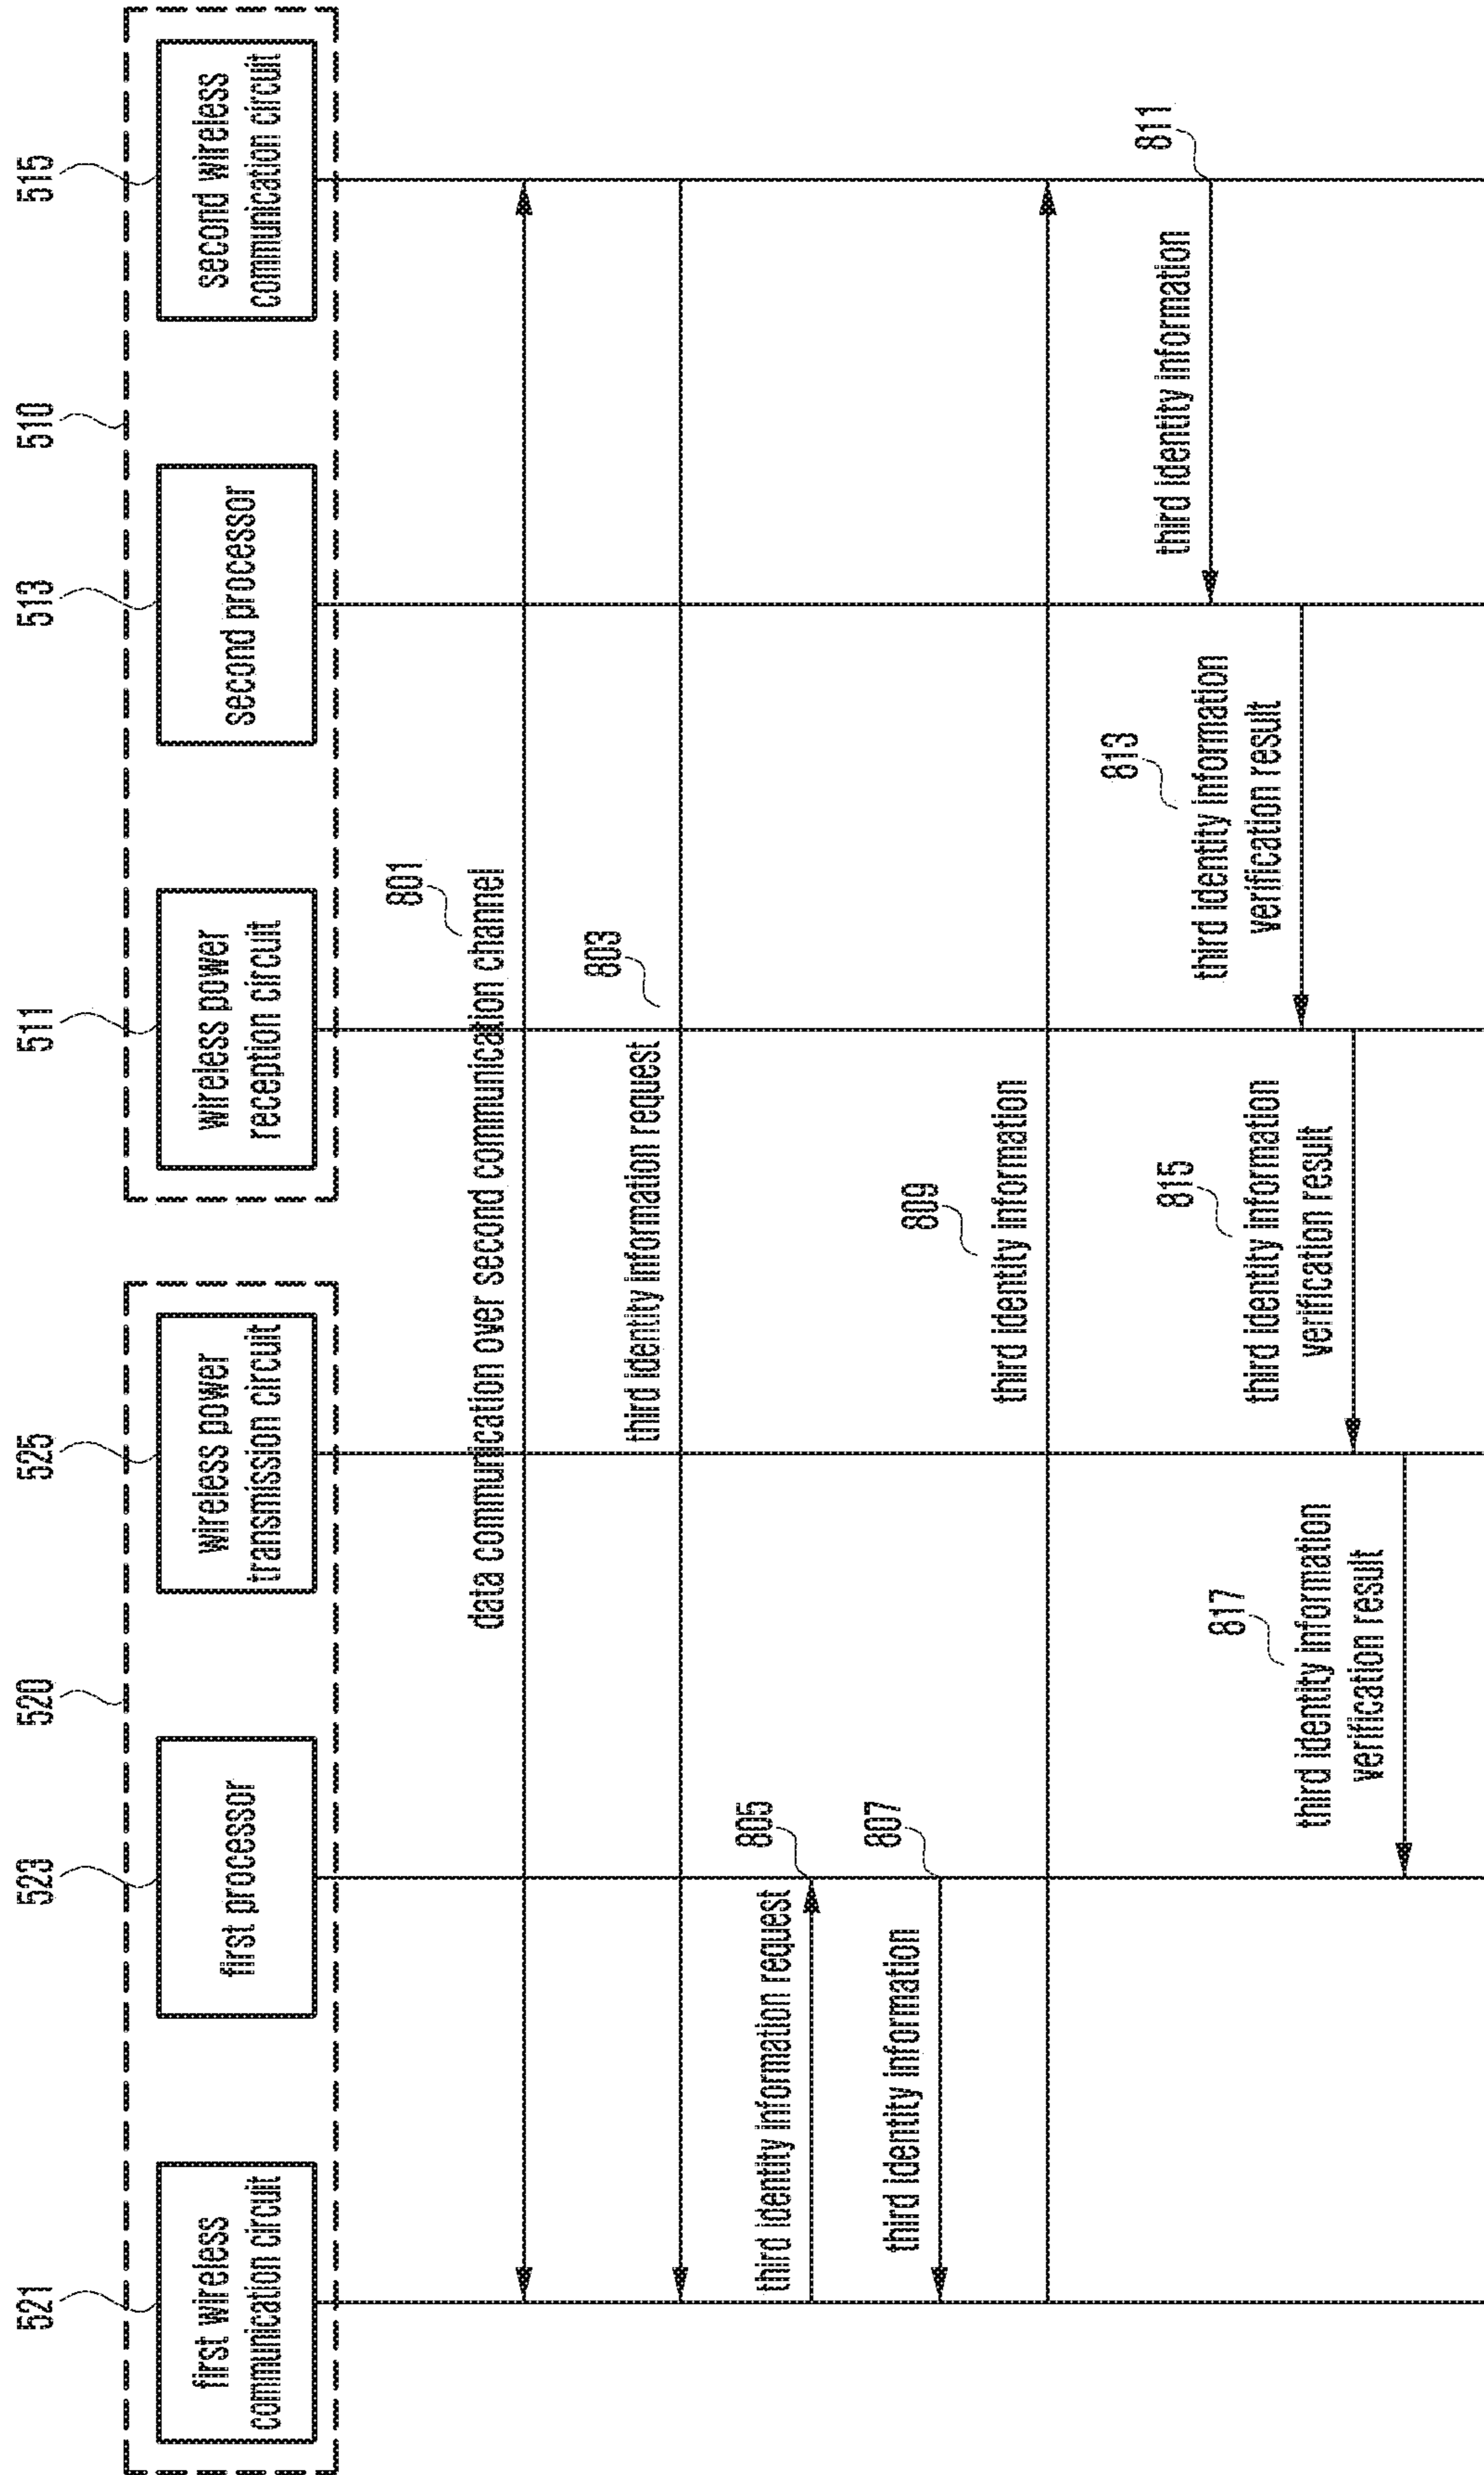 520
510
521
523
525
511
513
515
first wireless
communication circuit
first processor
wireless power
transmission circuit
wireless power
reception circuit
second processor
second wireless
communication circuit
801
data communication over second communication channel
803
third identity information request
805
third identity information request
807
third identity information
809
third identity information
811
third identity information
813
third identity information
verification result
815
third identity information
verification result
817
third identity information
verification result